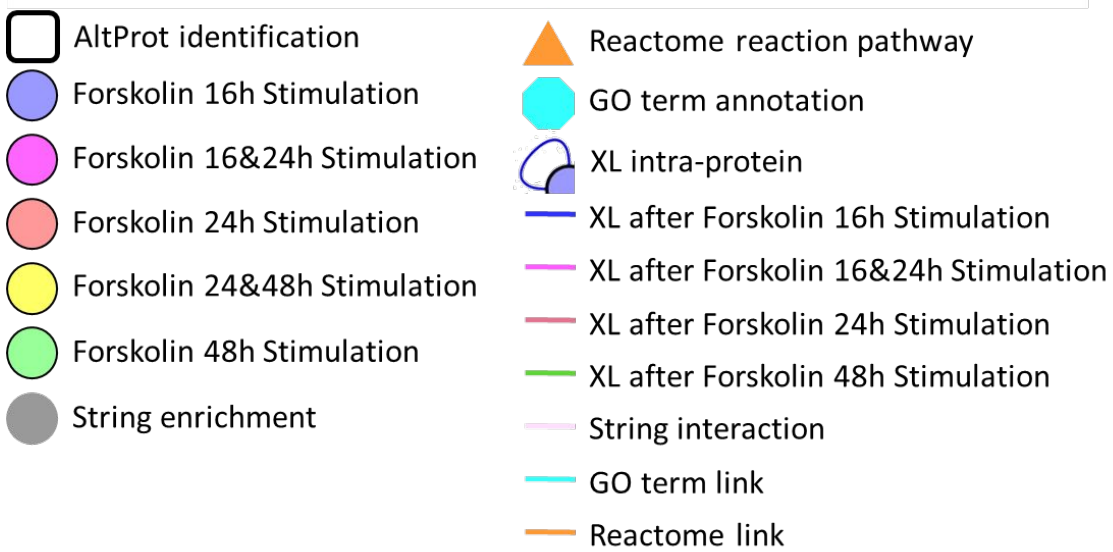 AltProt identification
Forskolin 16h Stimulation
Forskolin 16&24h Stimulation
Forskolin 24h Stimulation
Forskolin 24&48h Stimulation
Forskolin 48h Stimulation
String enrichment
Reactome reaction pathway
GO term annotation
XL intra-protein
XL after Forskolin 16h Stimulation
XL after Forskolin 16&24h Stimulation
XL after Forskolin 24h Stimulation
XL after Forskolin 48h Stimulation
String interaction
GO term link
Reactome link